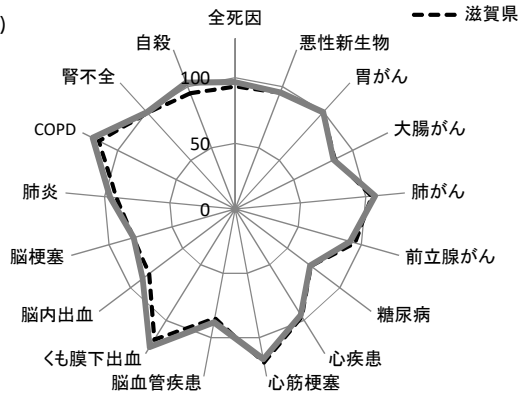 )
滋賀県
全死因
悪性新生物
胃がん
大腸がん
肺がん
前立腺がん
糖尿病
心疾患
心筋梗塞
脳血管疾患
くも膜下出血
脳内出血
脳梗塞
肺炎
COPD
腎不全
自殺
100
50
0